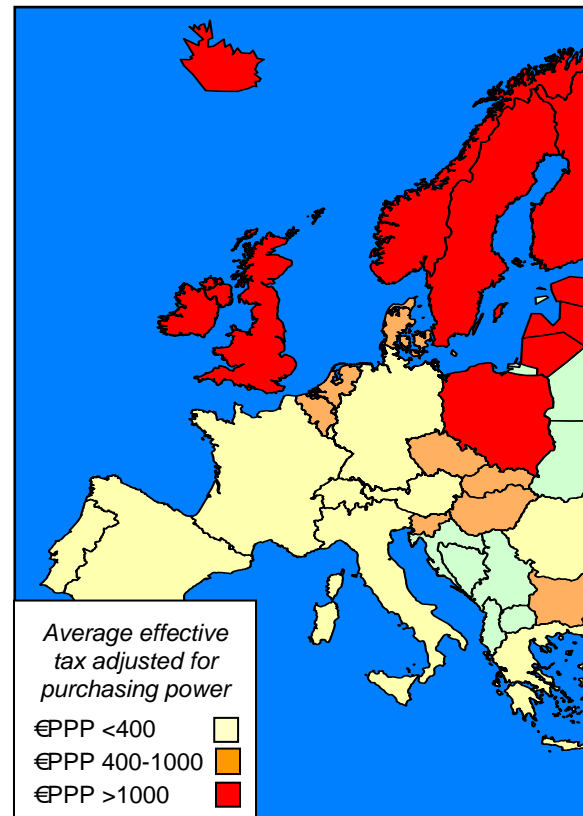 Average effective
tax adjusted for
purchasing power
€PPP <400
€PPP 400-1000
€PPP >1000